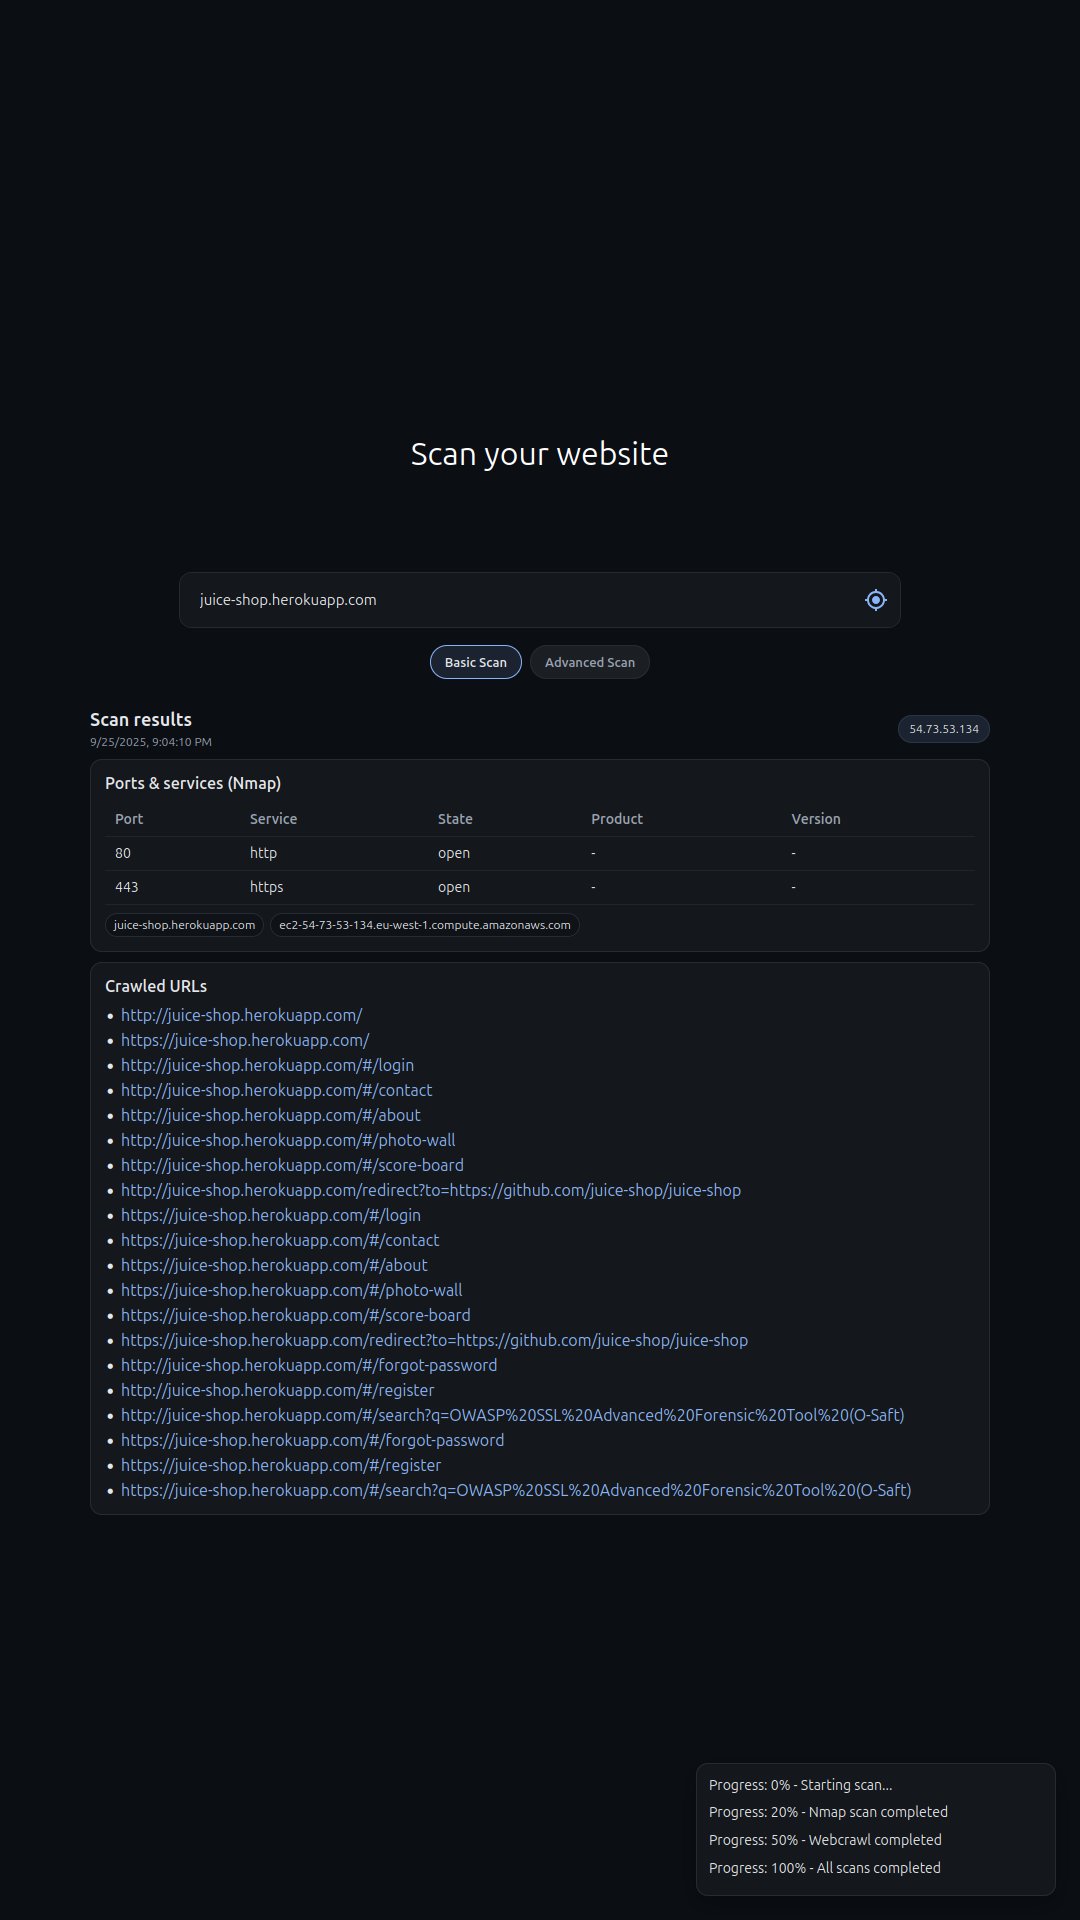 Scan your website
juice-shop.herokuapp.com
Basic Scan Advanced Scan
Scan results
9/25/2025, 9:04:10 PM
54.73.53.134
Ports & services (Nmap)
Port Service State Product Version
80 http open - -
443 https open - -
juice-shop.herokuapp.com ec2-54-73-53-134.eu-west-1.compute.amazonaws.com
Crawled URLs
• http://juice-shop.herokuapp.com/
• https://juice-shop.herokuapp.com/
• http://juice-shop.herokuapp.com/#/login
• http://juice-shop.herokuapp.com/#/contact
• http://juice-shop.herokuapp.com/#/about
• http://juice-shop.herokuapp.com/#/photo-wall
• http://juice-shop.herokuapp.com/#/score-board
• http://juice-shop.herokuapp.com/redirect?to=https://github.com/juice-shop/juice-shop
• https://juice-shop.herokuapp.com/#/login
• https://juice-shop.herokuapp.com/#/contact
• https://juice-shop.herokuapp.com/#/about
• https://juice-shop.herokuapp.com/#/photo-wall
• https://juice-shop.herokuapp.com/#/score-board
• https://juice-shop.herokuapp.com/redirect?to=https://github.com/juice-shop/juice-shop
• http://juice-shop.herokuapp.com/#/forgot-password
• http://juice-shop.herokuapp.com/#/register
• http://juice-shop.herokuapp.com/#/search?q=OWASP%20SSL%20Advanced%20Forensic%20Tool%20(O-Saft)
• https://juice-shop.herokuapp.com/#/forgot-password
• https://juice-shop.herokuapp.com/#/register
• https://juice-shop.herokuapp.com/#/search?q=OWASP%20SSL%20Advanced%20Forensic%20Tool%20(O-Saft)
Progress: 0% - Starting scan...
Progress: 20% - Nmap scan completed
Progress: 50% - Webcrawl completed
Progress: 100% - All scans completed